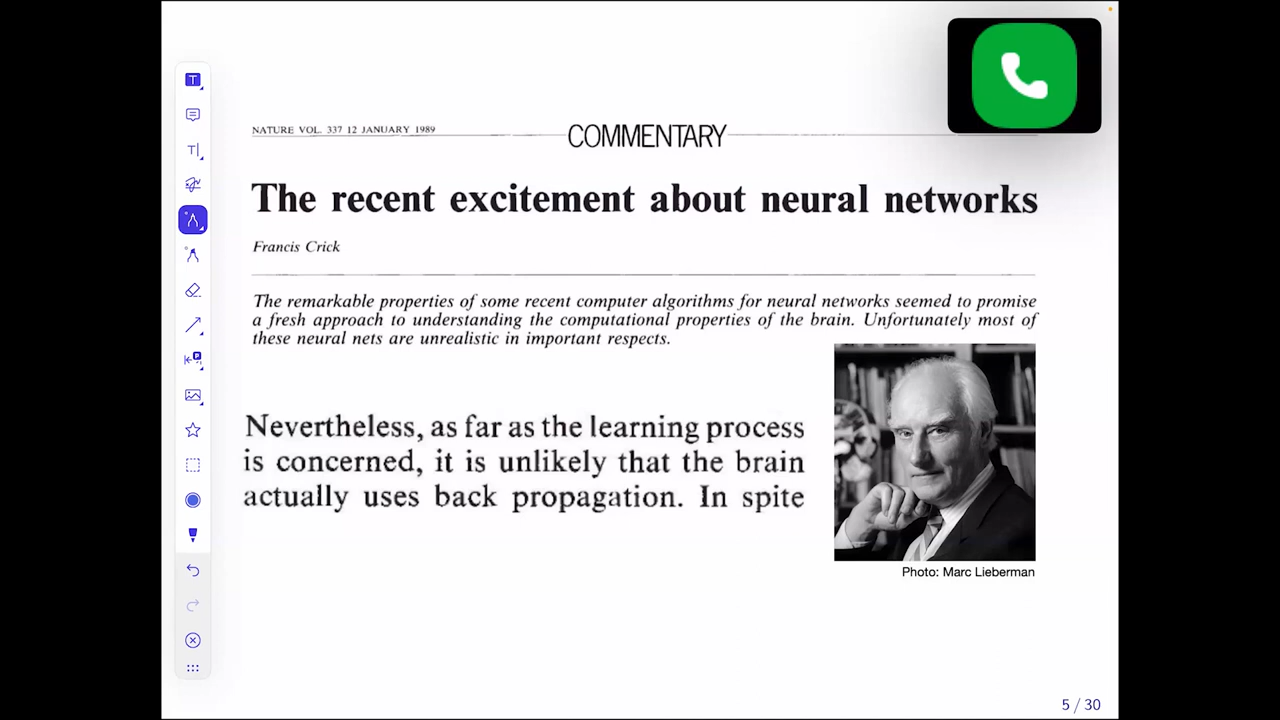 NATURE VOL. 337 12 JANUARY 1989
COMMENTARY
The recent excitement about neural networks
Francis Crick
The remarkable properties of some recent computer algorithms for neural networks seemed to promise
a fresh approach to understanding the computational properties of the brain. Unfortunately most of
these neural nets are unrealistic in important respects.
Nevertheless, as far as the learning process
is concerned, it is unlikely that the brain
actually uses back propagation. In spite
Photo: Marc Lieberman
5 / 30